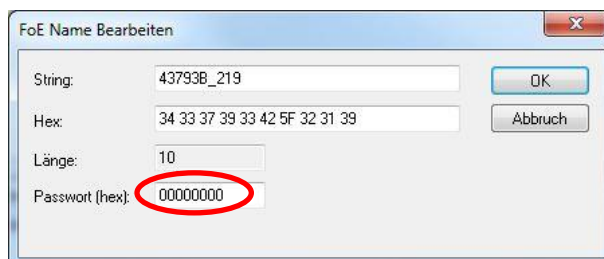 FoE Name Bearbeiten
String: 43793B_219 OK
Hex: 34 33 37 39 33 42 5F 32 31 39 Abbruch
Länge: 10
Passwort (hex): 00000000